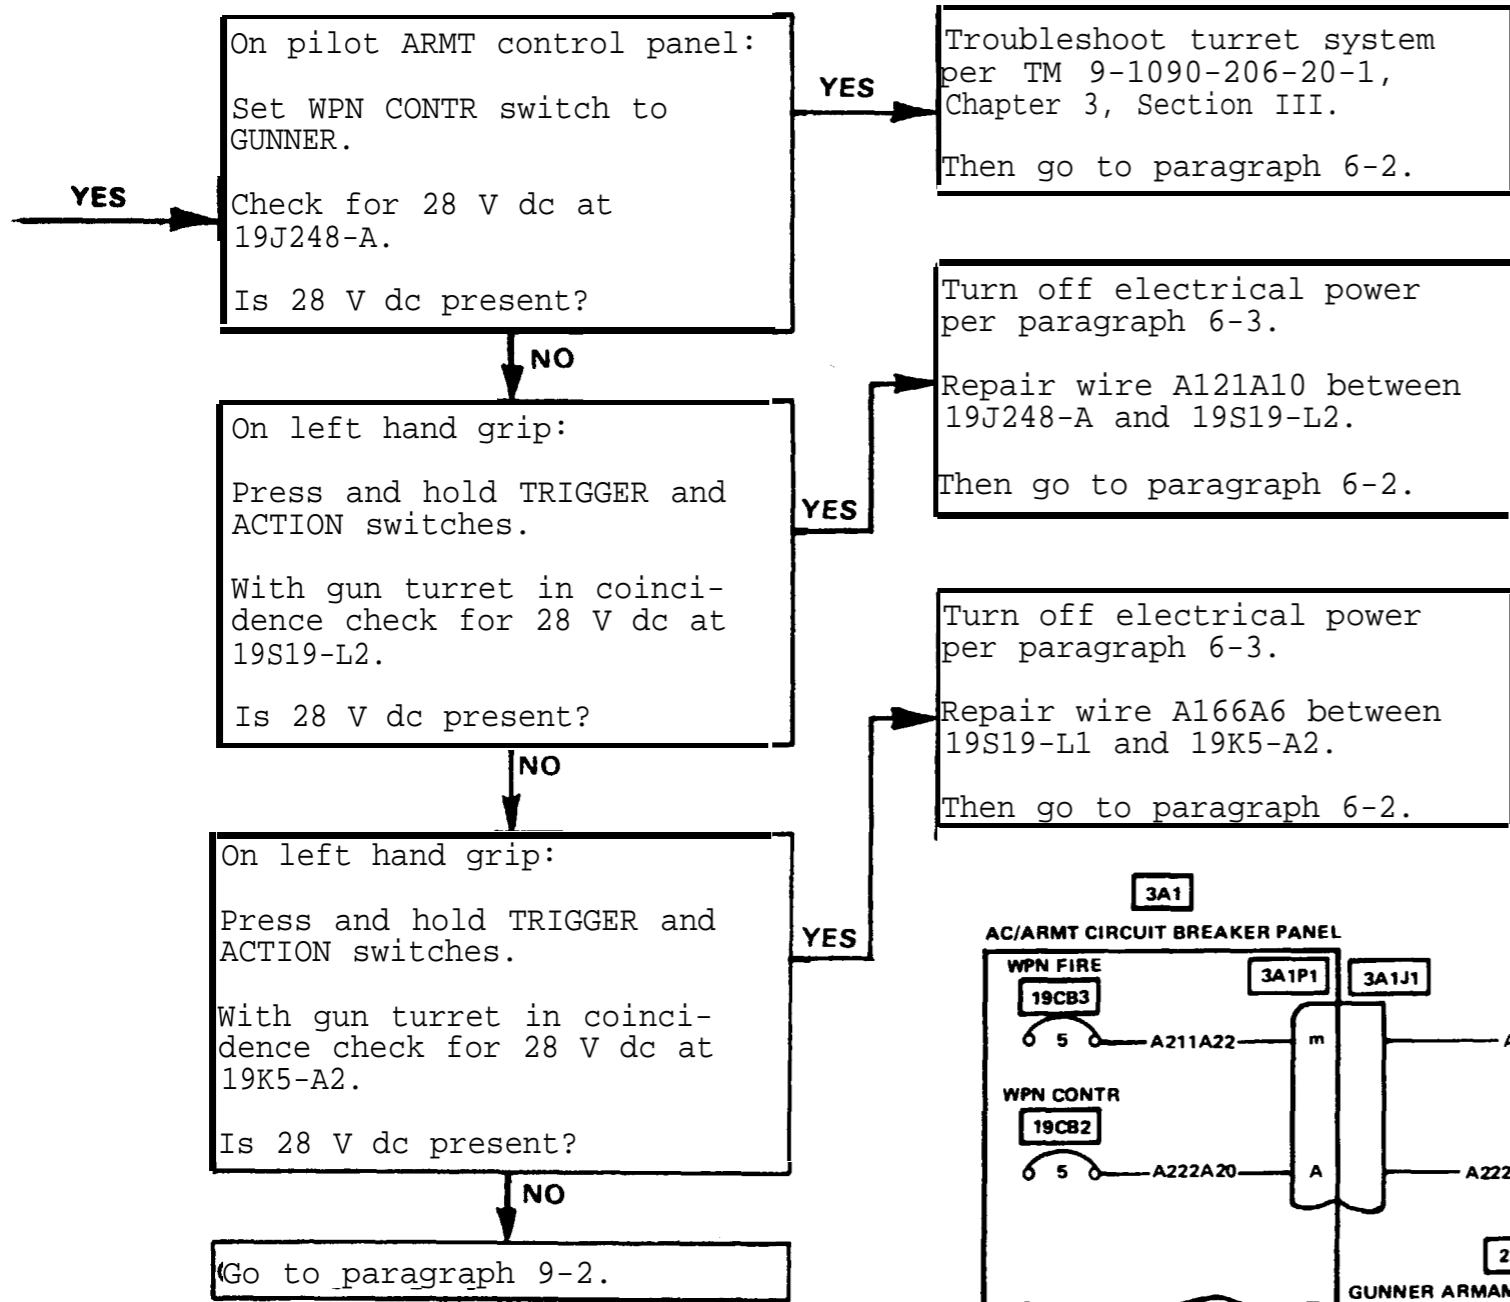 YES
On pilot ARMT control panel:
Set WPN CONTR switch to
GUNNER.
Check for 28 V dc at
19J248-A.
Is 28 V dc present?
YES
Troubleshoot turret system
per TM 9-1090-206-20-1,
Chapter 3, Section III.
Then go to paragraph 6-2.
NO
On left hand grip:
Press and hold TRIGGER and
ACTION switches.
With gun turret in coinci-
dence check for 28 V dc at
19S19-L2.
Is 28 V dc present?
YES
Turn off electrical power
per paragraph 6-3.
Repair wire A121A10 between
19J248-A and 19S19-L2.
Then go to paragraph 6-2.
NO
On left hand grip:
Press and hold TRIGGER and
ACTION switches.
With gun turret in coinci-
dence check for 28 V dc at
19K5-A2.
Is 28 V dc present?
YES
Turn off electrical power
per paragraph 6-3.
Repair wire A166A6 between
19S19-L1 and 19K5-A2.
Then go to paragraph 6-2.
NO
Go to paragraph 9-2.
3A1
AC/ARMT CIRCUIT BREAKER PANEL
WPN FIRE
3A1P1
3A1J1
19CB3
5
A211A22
m
WPN CONTR
19CB2
5
A222A20
A
A222
2
GUNNER ARMAM